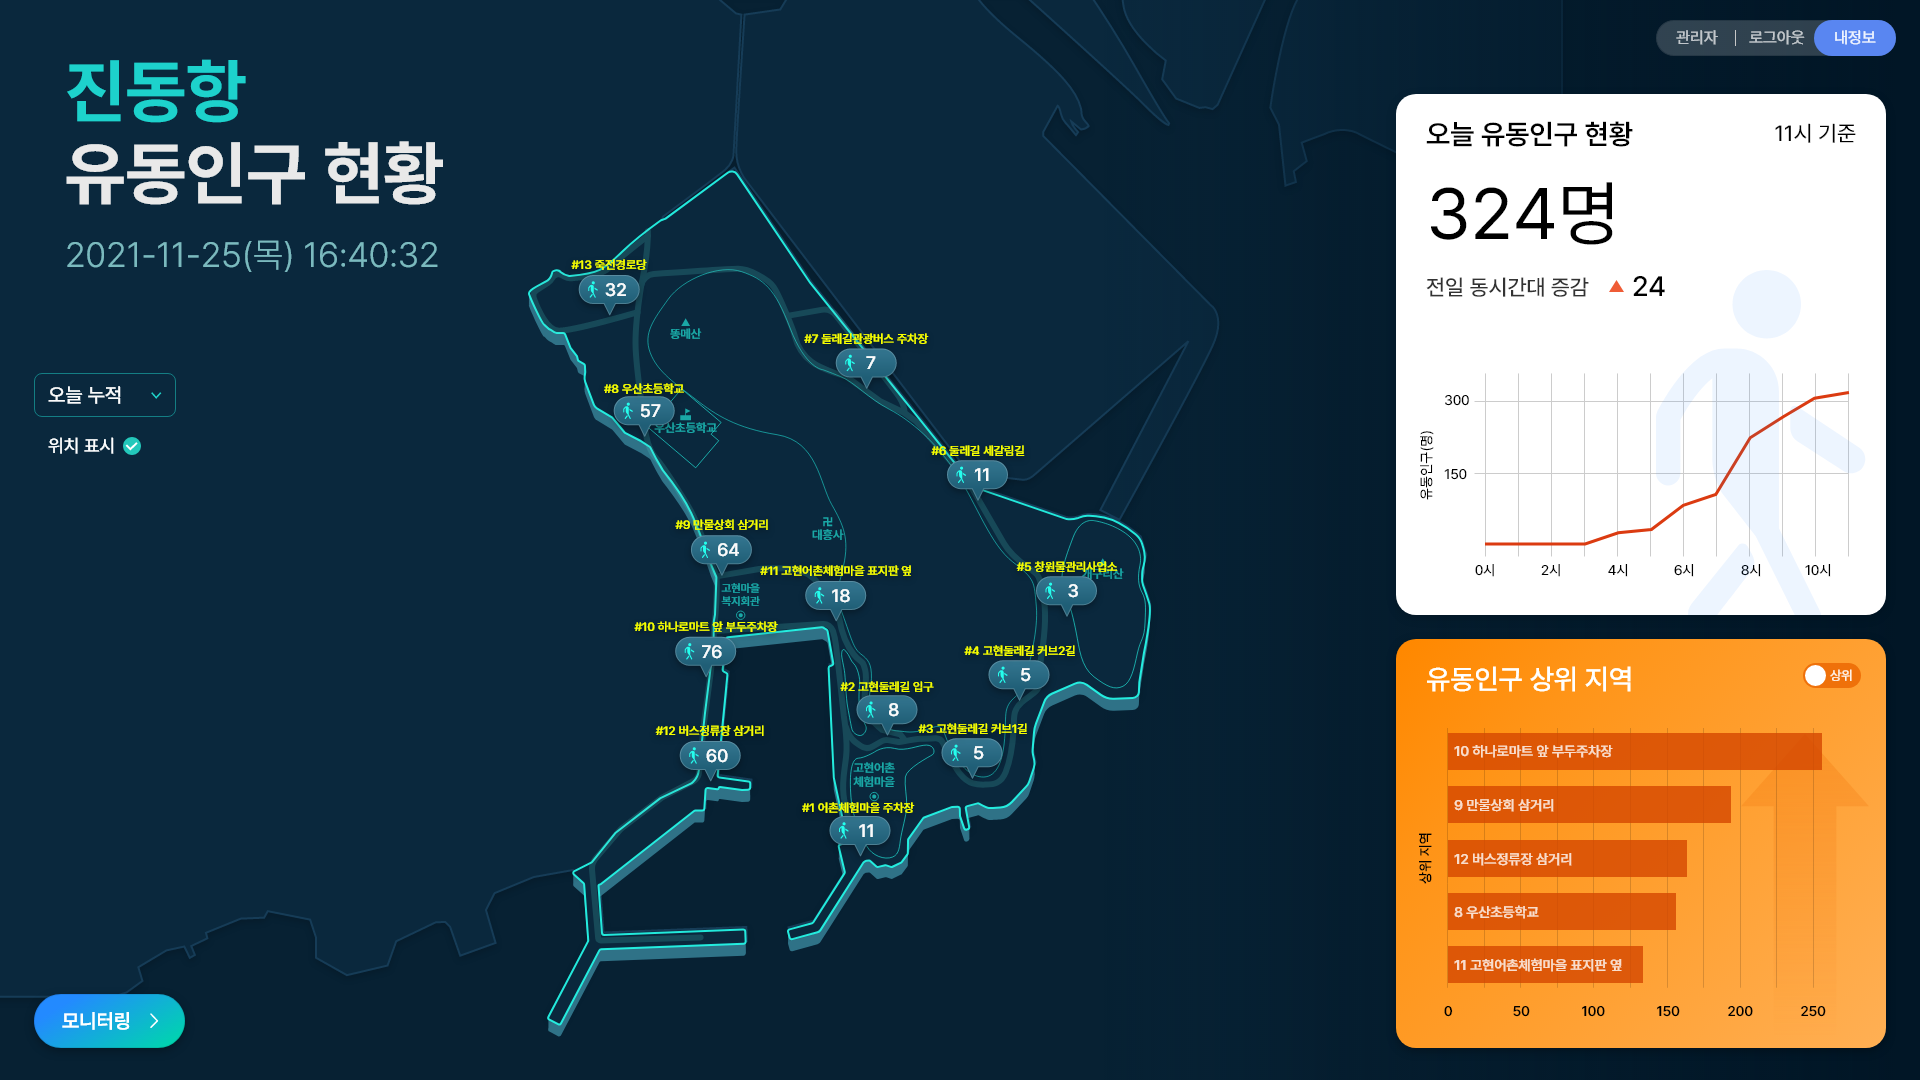 진동항
유동인구 현황
2021-11-25(목) 16:40:32
오늘 누적
위치 표시
모니터링
관리자
로그아웃
내정보
#13 죽전경로당
32
똥메산
#7 둘레길관광버스 주차장
7
#8 우산초등학교
57
우산초등학교
#6 둘레길 세갈림길
11
#9 만물상회 삼거리
64
卍
대흥사
#11 고현어촌체험마을 표지판 옆
18
#5 창원물관리사업소
3
고현마을
복지회관
#10 하나로마트 앞 부두주차장
76
#4 고현둘레길 커브2길
5
#2 고현둘레길 입구
8
#3 고현둘레길 커브1길
5
#12 버스정류장 삼거리
60
고현어촌
체험마을
#1 어촌체험마을 주차장
11
오늘 유동인구 현황
11시 기준
324명
전일 동시간대 증감 ▲ 24
유동인구(명)
300
150
0시 2시 4시 6시 8시 10시
유동인구 상위 지역
상위
상위 지역
10 하나로마트 앞 부두주차장
9 만물상회 삼거리
12 버스정류장 삼거리
8 우산초등학교
11 고현어촌체험마을 표지판 옆
0 50 100 150 200 250